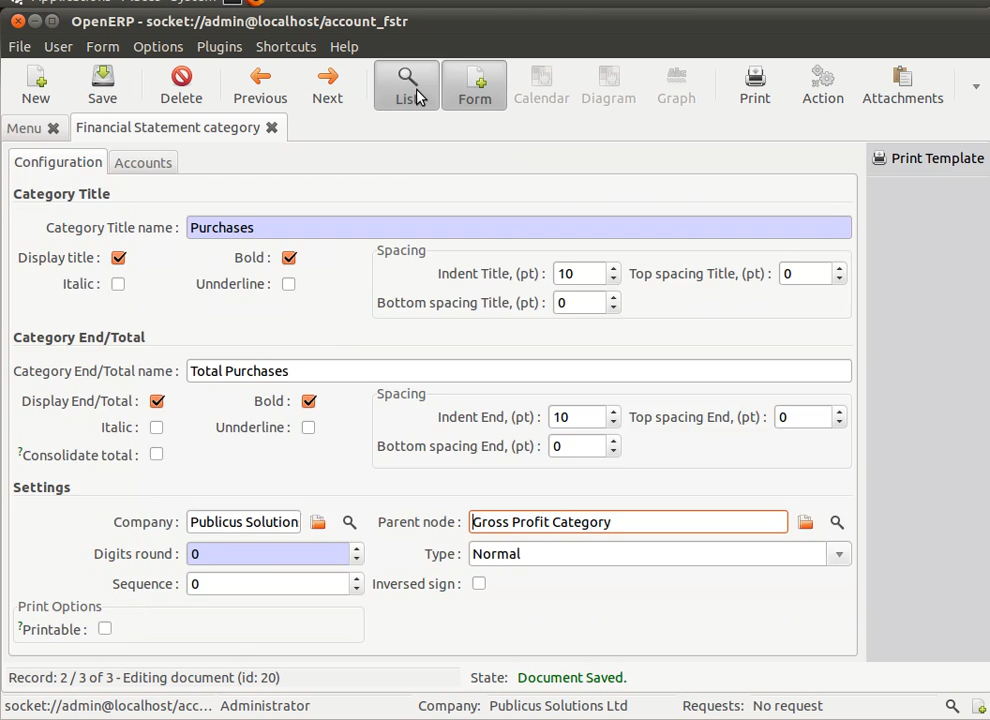 OpenERP - socket://admin@localhost/account_fstr
File User Form Options Plugins Shortcuts Help
New Save Delete Previous Next List Form Calendar Diagram Graph Print Action Attachments
Menu Financial Statement category
Configuration Accounts
Print Template
Category Title
Category Title name : Purchases
Display title : Bold :
Italic : Unnderline :
Spacing
Indent Title, (pt) : 10 Top spacing Title, (pt) : 0
Bottom spacing Title, (pt) : 0
Category End/Total
Category End/Total name : Total Purchases
Display End/Total : Bold :
Italic : Unnderline :
?Consolidate total :
Spacing
Indent End, (pt) : 10 Top spacing End, (pt) : 0
Bottom spacing End, (pt) : 0
Settings
Company : Publicus Solution Parent node : Gross Profit Category
Digits round : 0 Type : Normal
Sequence : 0 Inversed sign :
Print Options
?Printable :
Record: 2 / 3 of 3 - Editing document (id: 20) State: Document Saved.
socket://admin@localhost/acc... Administrator Company: Publicus Solutions Ltd Requests: No request